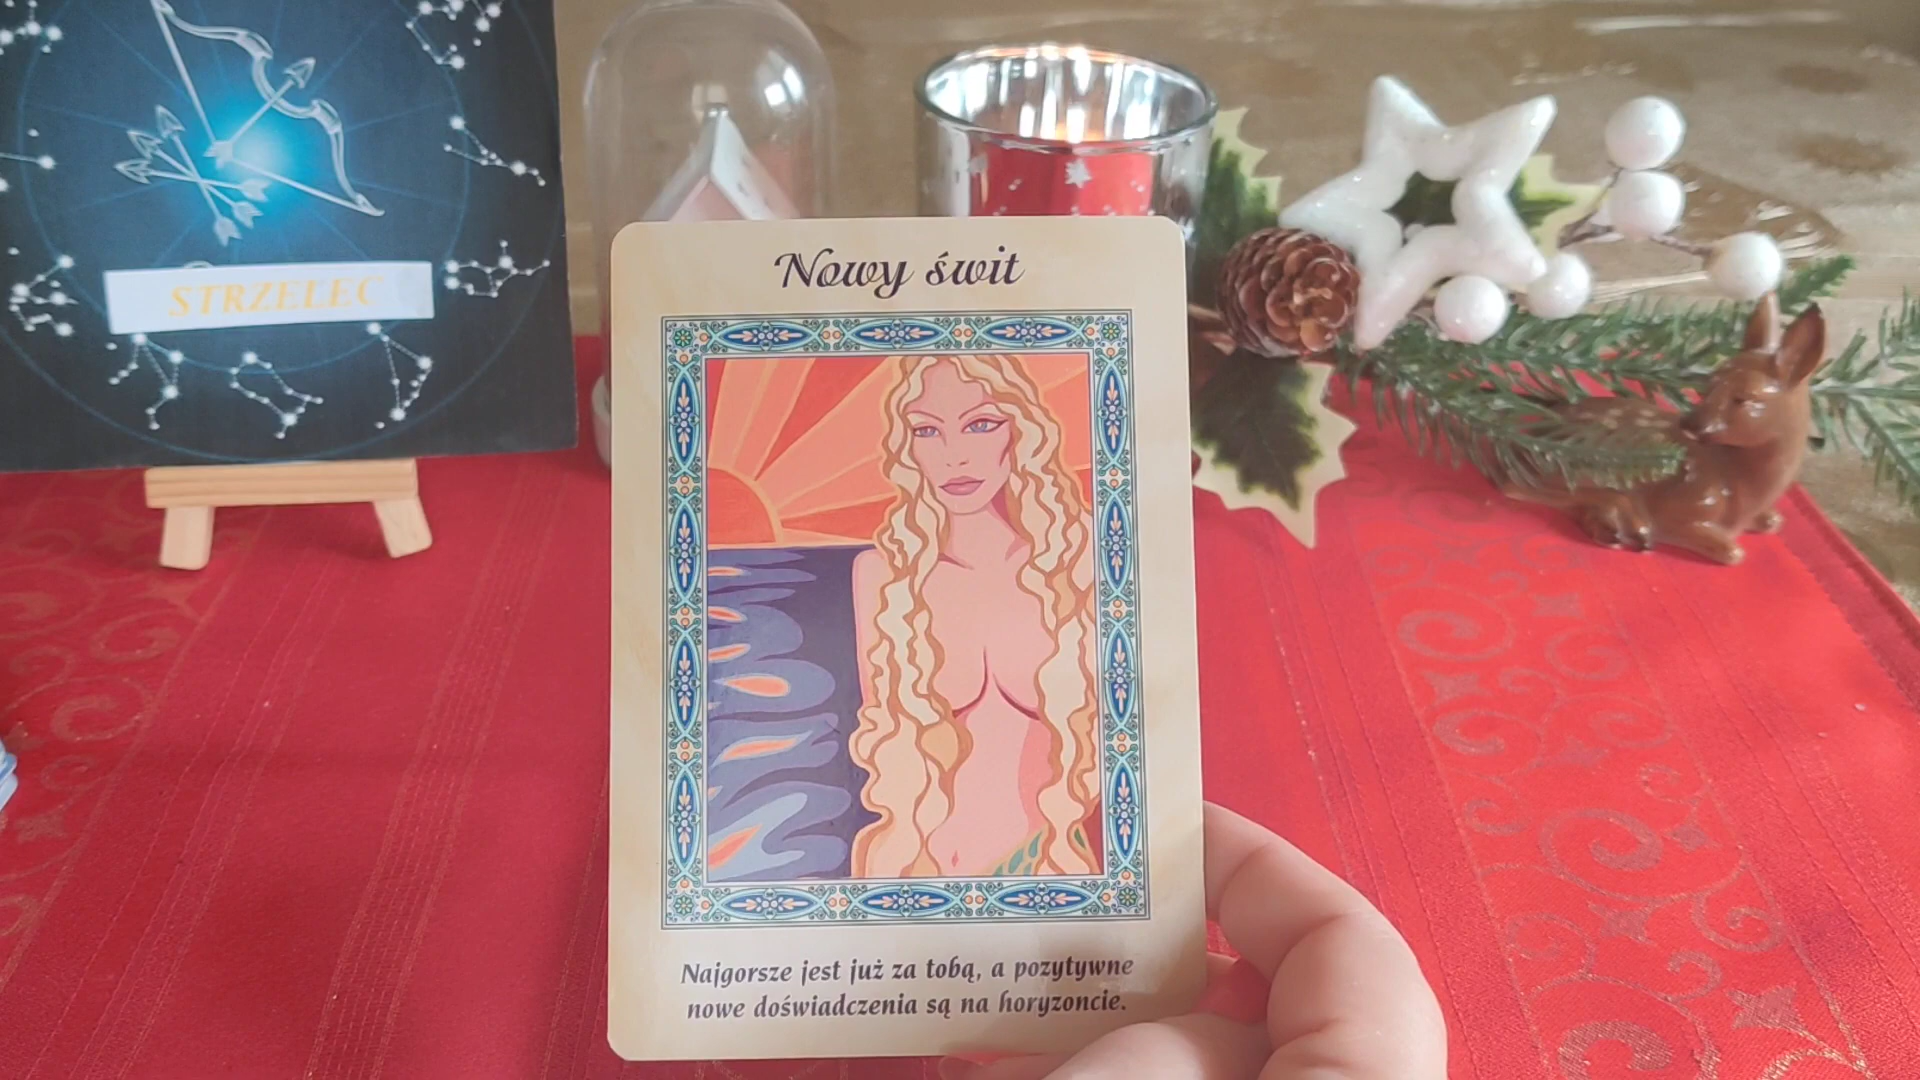 STRZELEC
Nowy świt
Najgorsze jest już za tobą, a pozytywne
nowe doświadczenia są na horyzoncie.